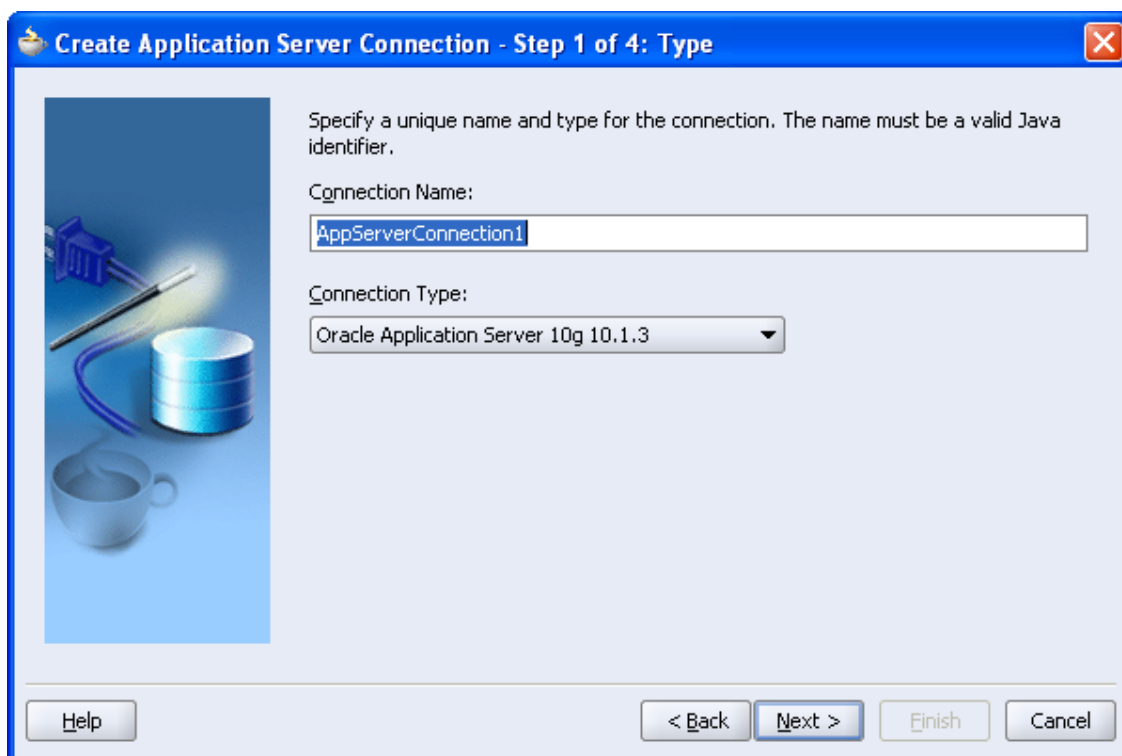 Create Application Server Connection - Step 1 of 4: Type
Specify a unique name and type for the connection. The name must be a valid Java
identifier.
Connection Name:
AppServerConnection1
Connection Type:
Oracle Application Server 10g 10.1.3
Help
< Back
Next >
Finish
Cancel